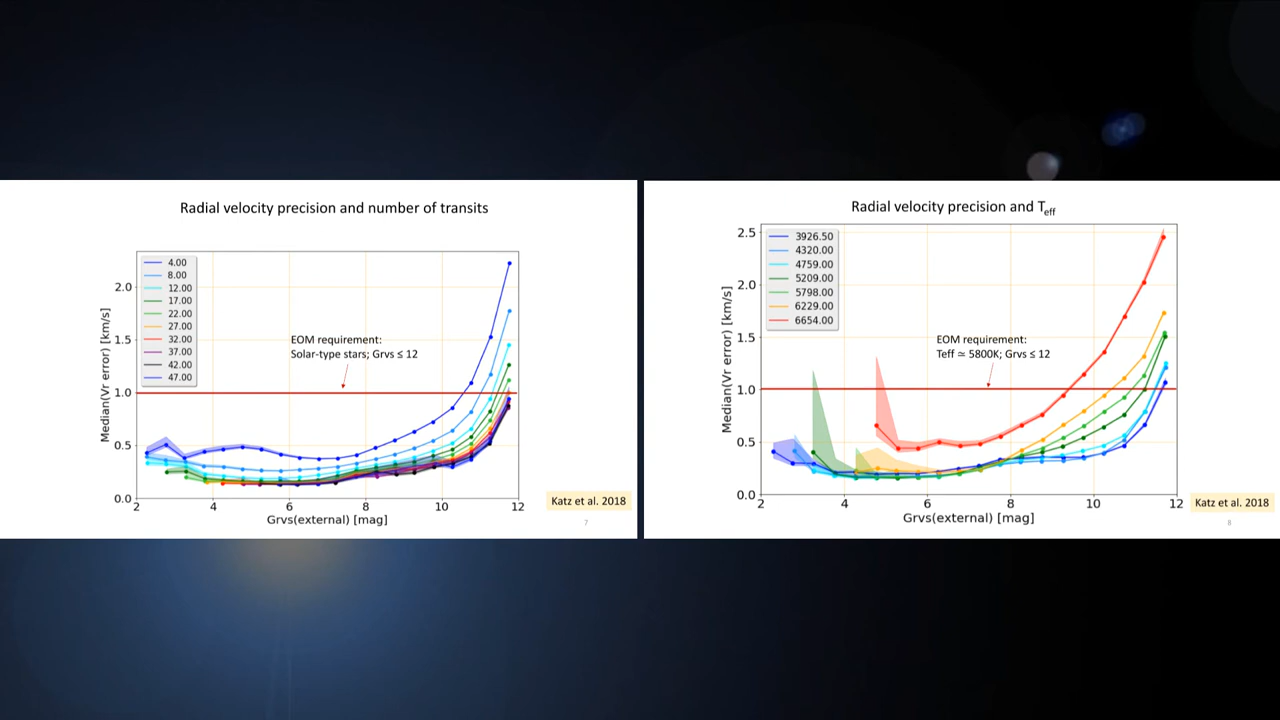 Radial velocity precision and number of transits
4.00
8.00
12.00
17.00
22.00
27.00
32.00
37.00
42.00
47.00
EOM requirement:
Solar-type stars; Grvs ≤ 12
Median(Vr error) [km/s]
2.0
1.5
1.0
0.5
0.0
2 4 6 8 10 12
Grvs(external) [mag]
Katz et al. 2018
7
Radial velocity precision and Teff
3926.50
4320.00
4759.00
5209.00
5798.00
6229.00
6654.00
EOM requirement:
Teff ≃ 5800K; Grvs ≤ 12
Median(Vr error) [km/s]
2.5
2.0
1.5
1.0
0.5
0.0
2 4 6 8 10 12
Grvs(external) [mag]
Katz et al. 2018
8